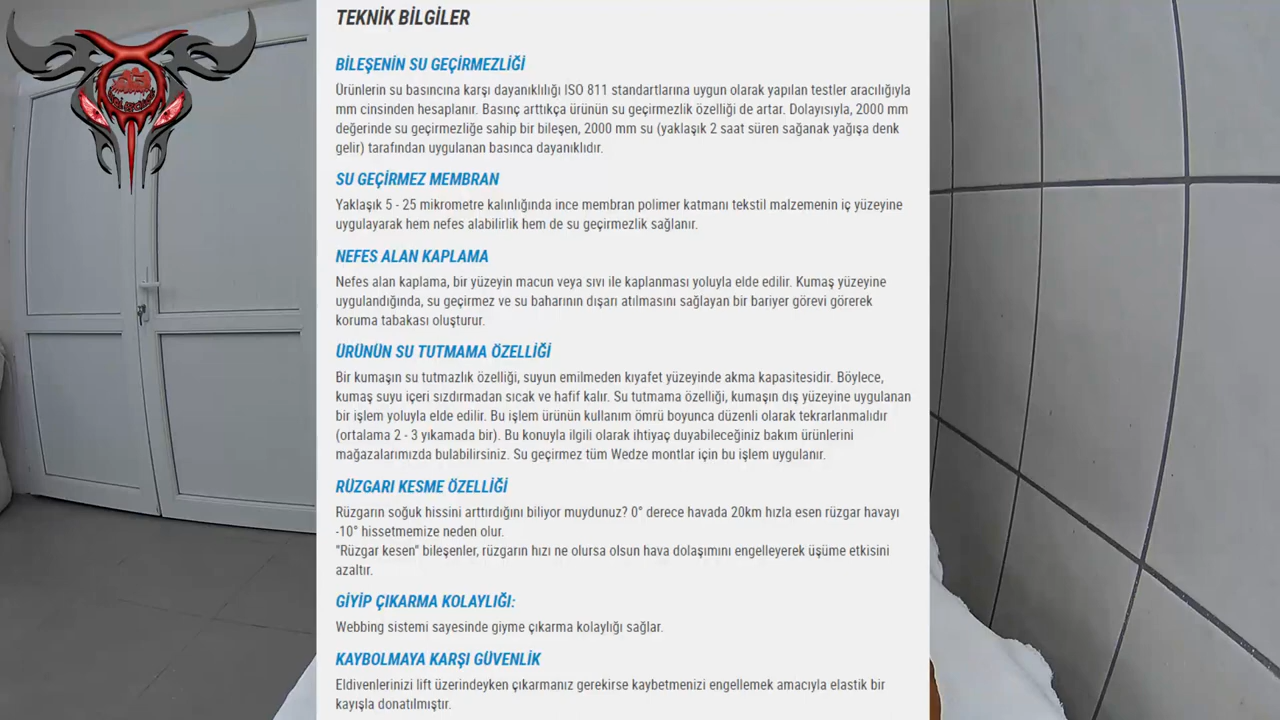 TEKNİK BİLGİLER
BİLEŞENİN SU GEÇİRMEZLİĞİ
Ürünlerin su basıncına karşı dayanıklılığı ISO 811 standartlarına uygun olarak yapılan testler aracılığıyla
mm cinsinden hesaplanır. Basınç arttıkça ürünün su geçirmezlik özelliği de artar. Dolayısıyla, 2000 mm
değerinde su geçirmezliğe sahip bir bileşen, 2000 mm su (yaklaşık 2 saat süren sağanak yağışa denk
gelir) tarafından uygulanan basınca dayanıklıdır.
SU GEÇİRMEZ MEMBRAN
Yaklaşık 5 - 25 mikrometre kalınlığında ince membran polimer katmanı tekstil malzemenin iç yüzeyine
uygulayarak hem nefes alabilirlik hem de su geçirmezlik sağlanır.
NEFES ALAN KAPLAMA
Nefes alan kaplama, bir yüzeyin macun veya sıvı ile kaplanması yoluyla elde edilir. Kumaş yüzeyine
uygulandığında, su geçirmez ve su baharının dışarı atılmasını sağlayan bir bariyer görevi görerek
koruma tabakası oluşturur.
ÜRÜNÜN SU TUTMAMA ÖZELLİĞİ
Bir kumaşın su tutmazlık özelliği, suyun emilmeden kıyafet yüzeyinde akma kapasitesidir. Böylece,
kumaş suyu içeri sızdırmadan sıcak ve hafif kalır. Su tutmama özelliği, kumaşın dış yüzeyine uygulanan
bir işlem yoluyla elde edilir. Bu işlem ürünün kullanım ömrü boyunca düzenli olarak tekrarlanmalıdır
(ortalama 2 - 3 yıkamada bir). Bu konuyla ilgili olarak ihtiyaç duyabileceğiniz bakım ürünlerini
mağazalarımızda bulabilirsiniz. Su geçirmez tüm Wedze montlar için bu işlem uygulanır.
RÜZGARI KESME ÖZELLİĞİ
Rüzgarın soğuk hissini arttırdığını biliyor muydunuz? 0° derece havada 20km hızla esen rüzgar havayı
-10° hissetmemize neden olur.
"Rüzgar kesen" bileşenler, rüzgarın hızı ne olursa olsun hava dolaşımını engelleyerek üşüme etkisini
azaltır.
GİYİP ÇIKARMA KOLAYLIĞI:
Webbing sistemi sayesinde giyme çıkarma kolaylığı sağlar.
KAYBOLMAYA KARŞI GÜVENLİK
Eldivenlerinizi lift üzerindeyken çıkarmanız gerekirse kaybetmenizi engellemek amacıyla elastik bir
kayışla donatılmıştır.